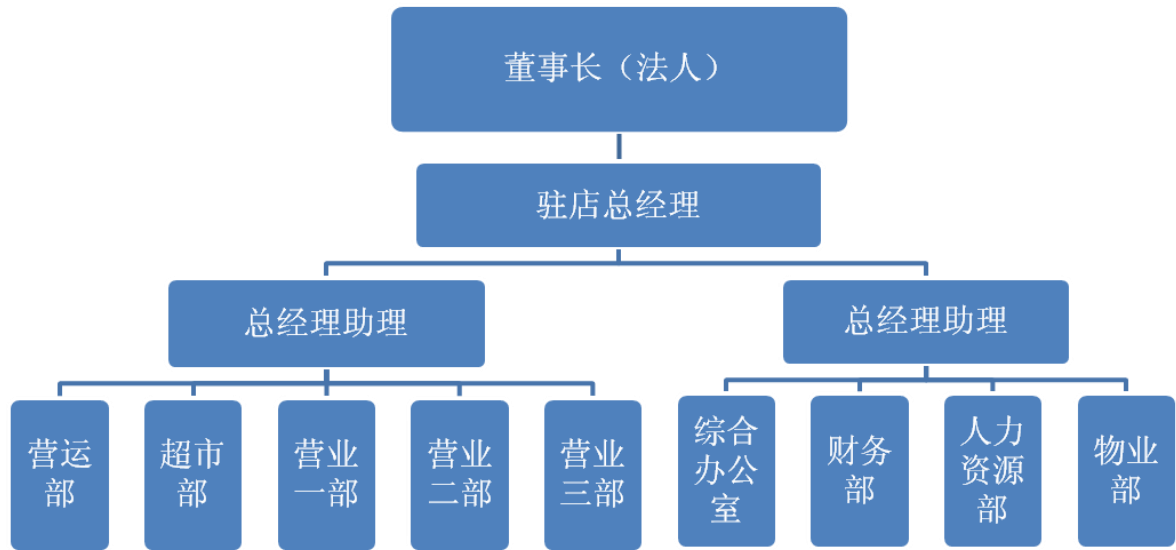 董事长（法人）
驻店总经理
总经理助理
总经理助理
营运
部
超市
部
营业
一部
营业
二部
营业
三部
综合
办公
室
财务
部
人力
资源
部
物业
部